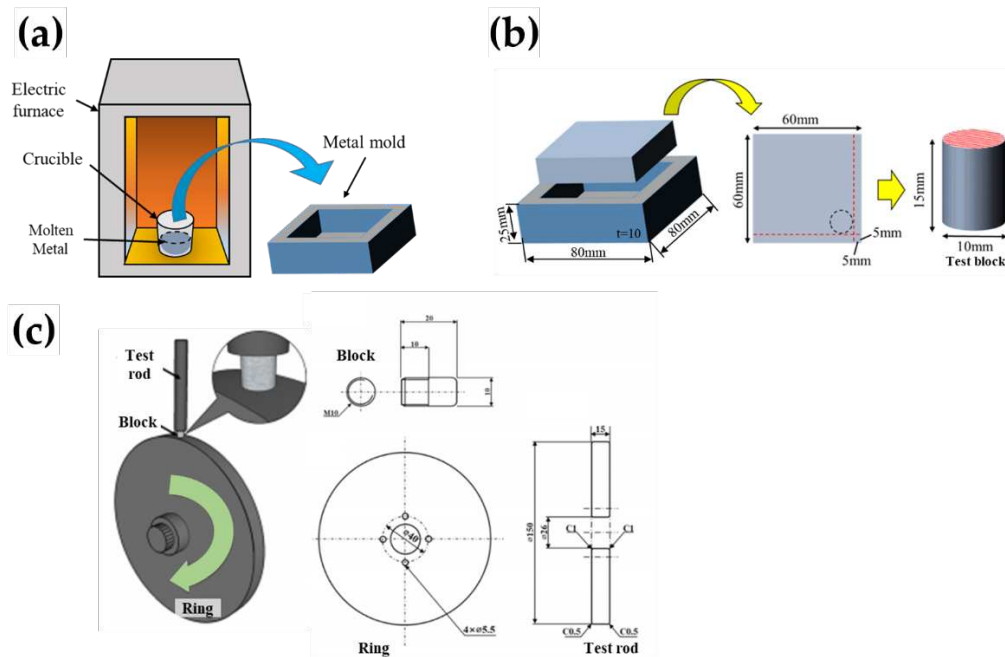 (a)
Electric
furnace
Crucible
Molten
Metal
Metal mold
(b)
60mm
60mm
25mm
t=10
80mm
80mm
5mm
5mm
15mm
10mm
Test block
(c)
Test
rod
Block
Ring
Block
20
10
10
M10
ø40
4×ø5.5
Ring
15
ø150
ø26
C1
C1
C0.5
C0.5
Test rod